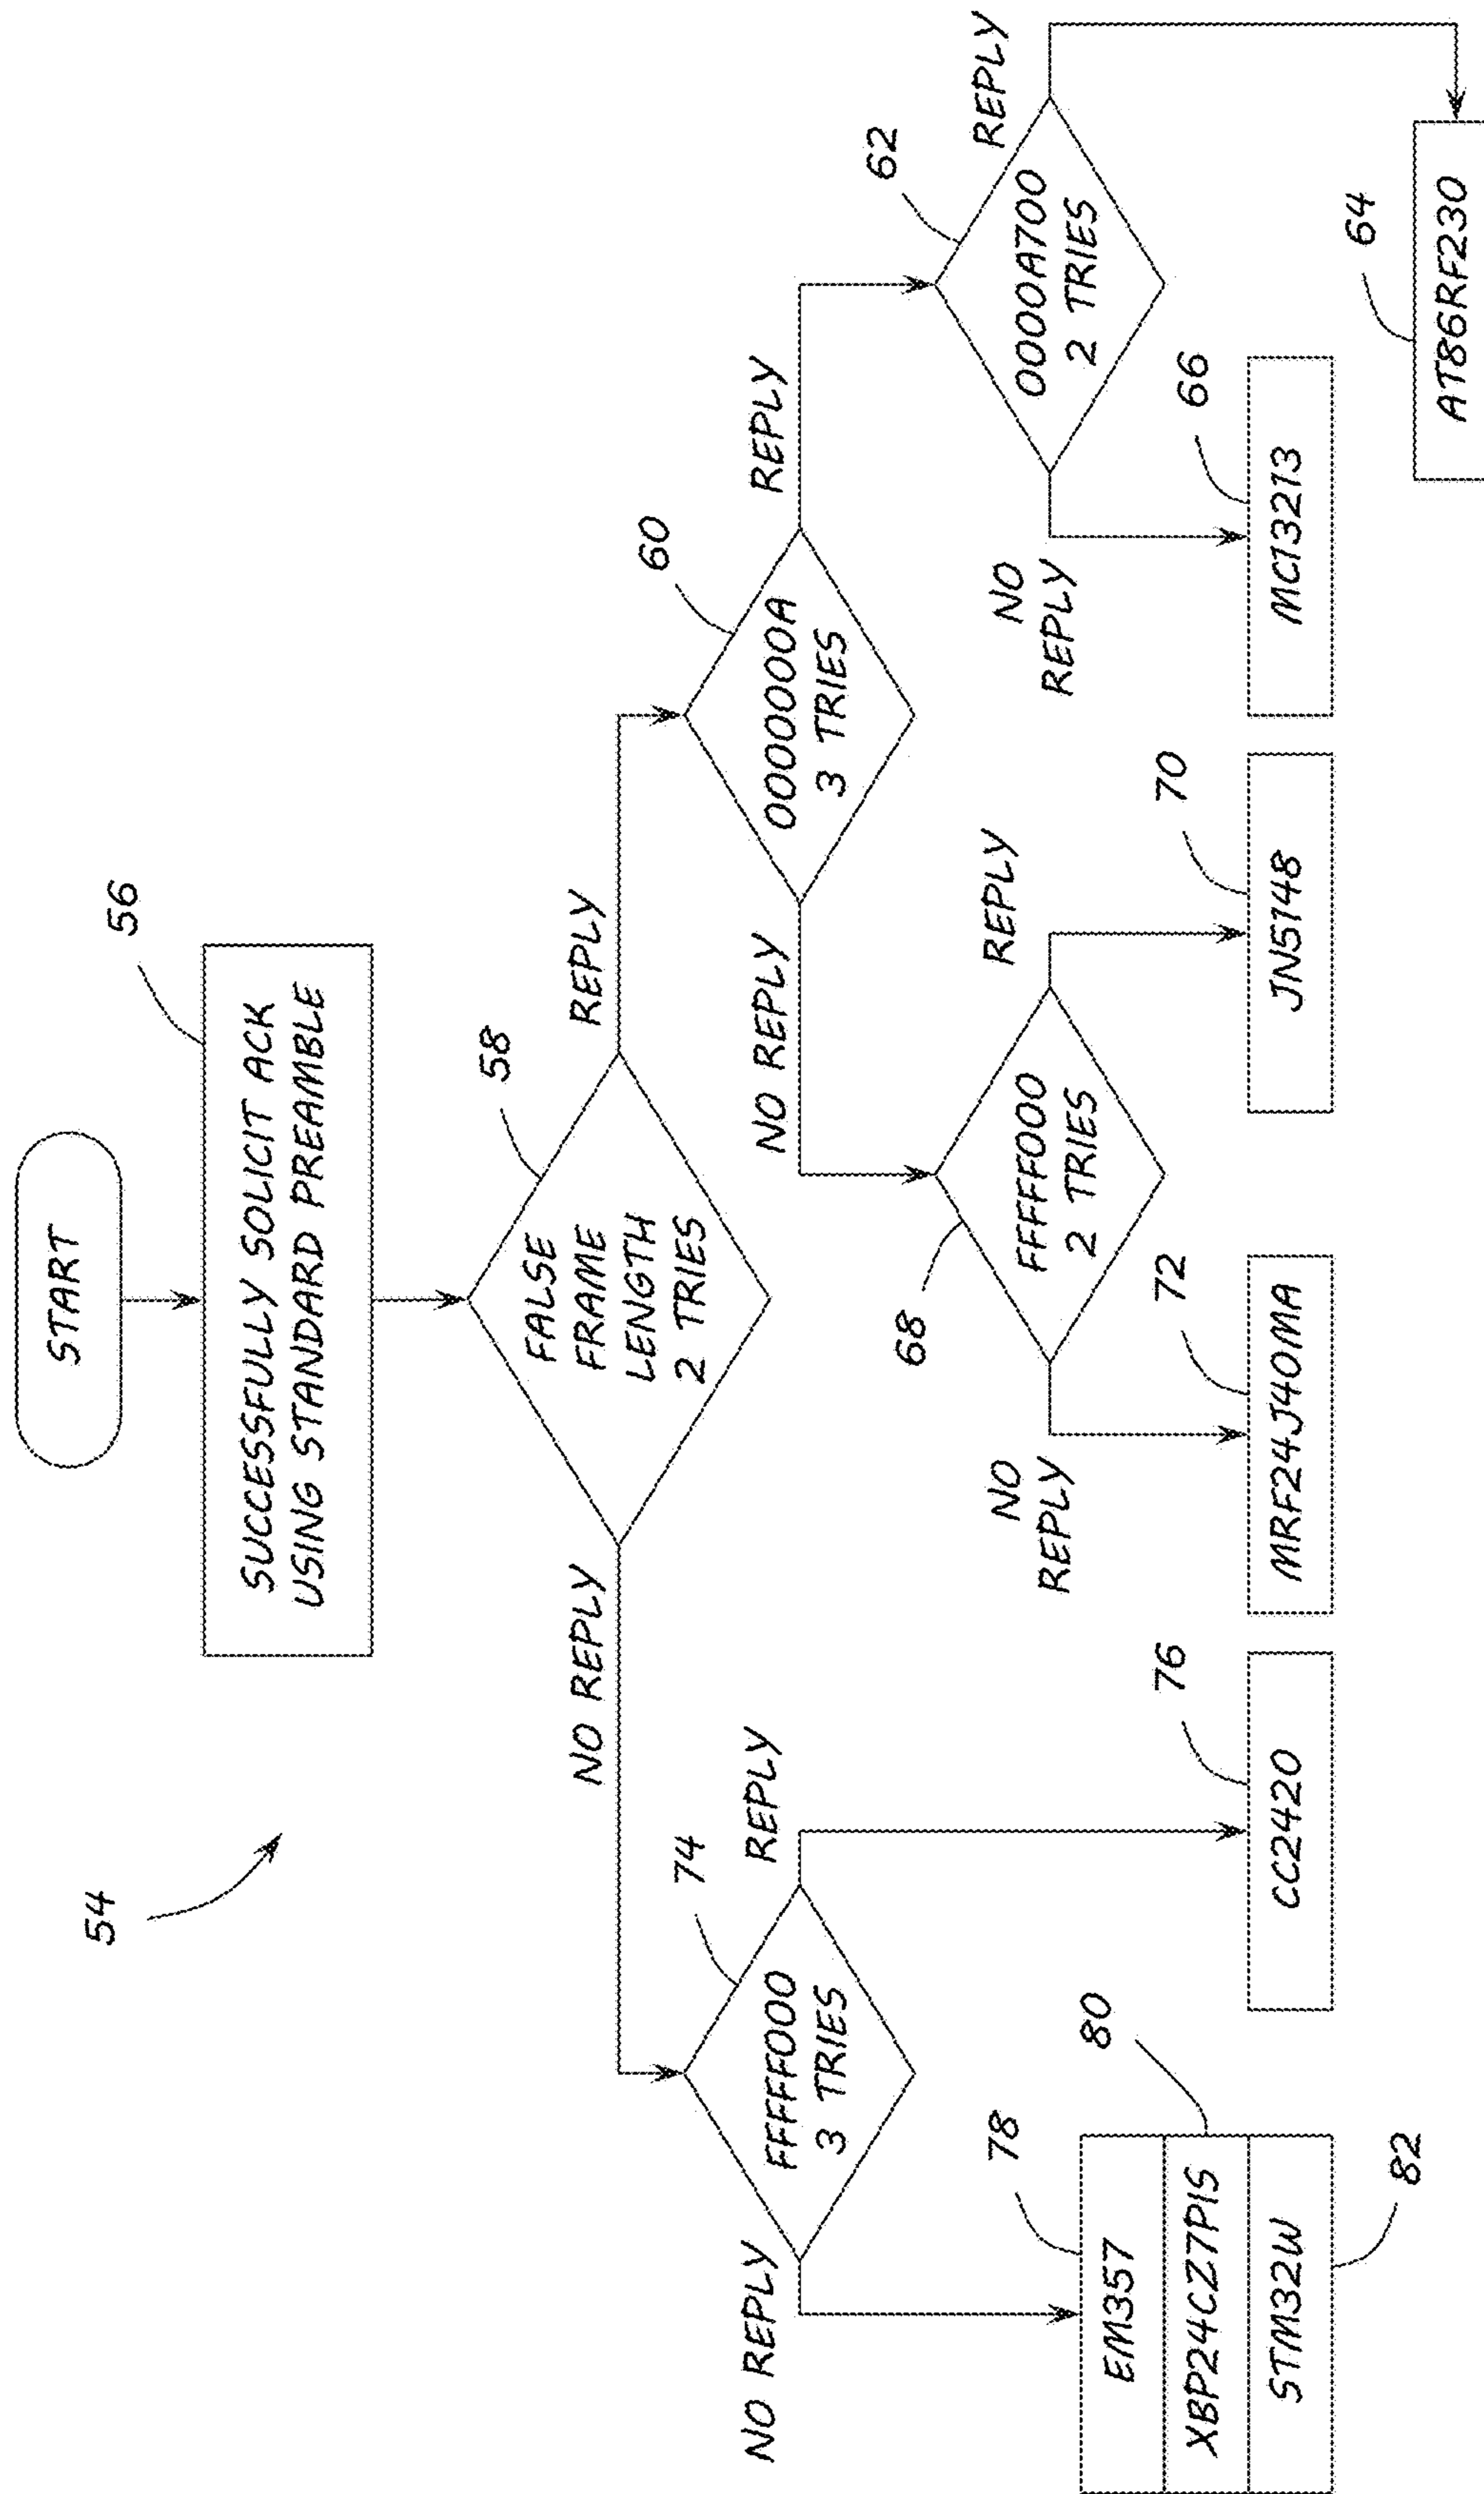 54
START
56
SUCCESSFULLY SOLICIT ACK
USING STANDARD PREAMBLE
58
FALSE
FRAME
LENGTH
2 TRIES
NO REPLY
REPLY
74
FFFFF000
3 TRIES
NO REPLY
REPLY
60
0000000A
3 TRIES
NO REPLY
REPLY
68
FFFFF000
2 TRIES
NO
REPLY
REPLY
62
0000A700
2 TRIES
NO
REPLY
REPLY
78
EM357
80
XBP24CZ7PIS
STM32W
82
76
CC2420
72
MRF24J40MA
70
JN5148
66
MC13213
64
AT86RF230